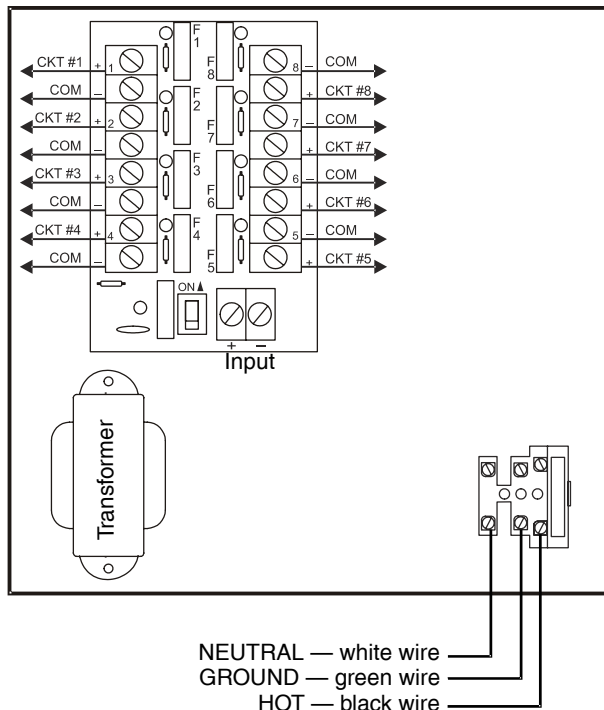 F
1
F
8
CKT #1 + 1
8 – COM
COM –
+ CKT #8
F
2
CKT #2 + 2
F
7
7 – COM
COM –
+ CKT #7
F
3
CKT #3 + 3
F
6
6 – COM
COM –
+ CKT #6
F
4
CKT #4 + 4
F
5
5 – COM
COM –
+ CKT #5
ON
+ –
Input
Transformer
NEUTRAL — white wire
GROUND — green wire
HOT — black wire